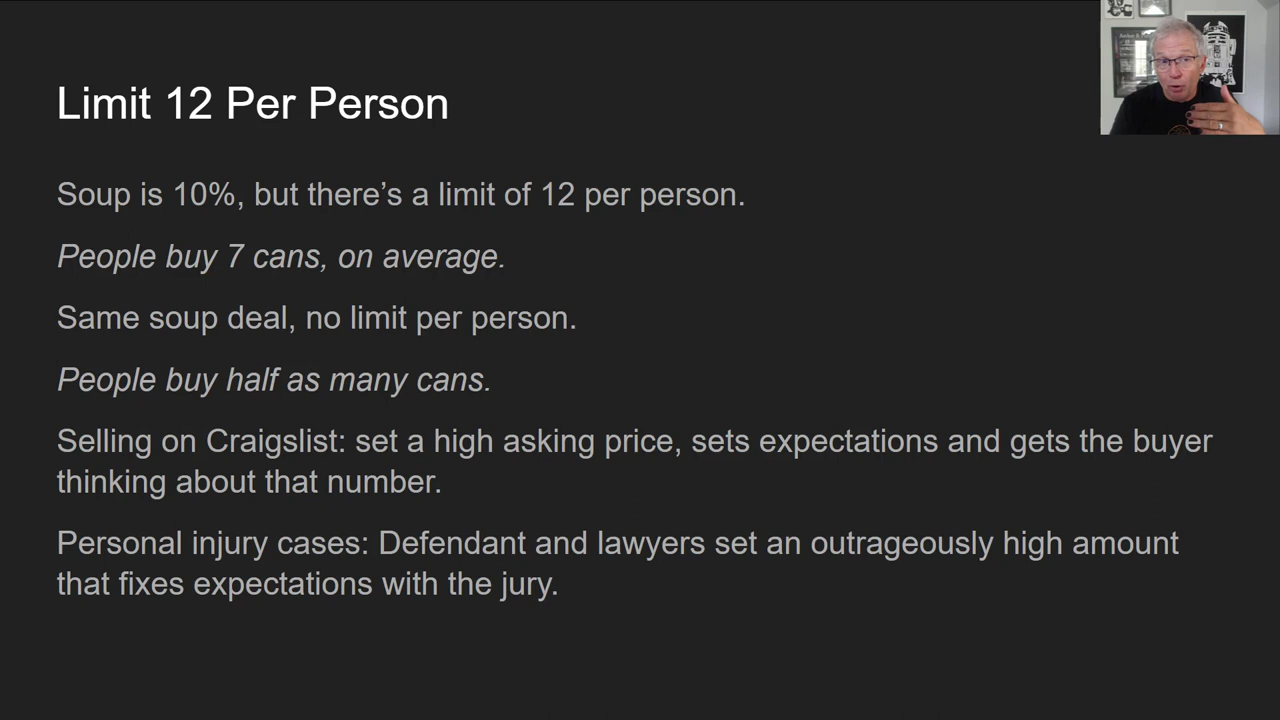 Limit 12 Per Person
Soup is 10%, but there’s a limit of 12 per person.
People buy 7 cans, on average.
Same soup deal, no limit per person.
People buy half as many cans.
Selling on Craigslist: set a high asking price, sets expectations and gets the buyer
thinking about that number.
Personal injury cases: Defendant and lawyers set an outrageously high amount
that fixes expectations with the jury.